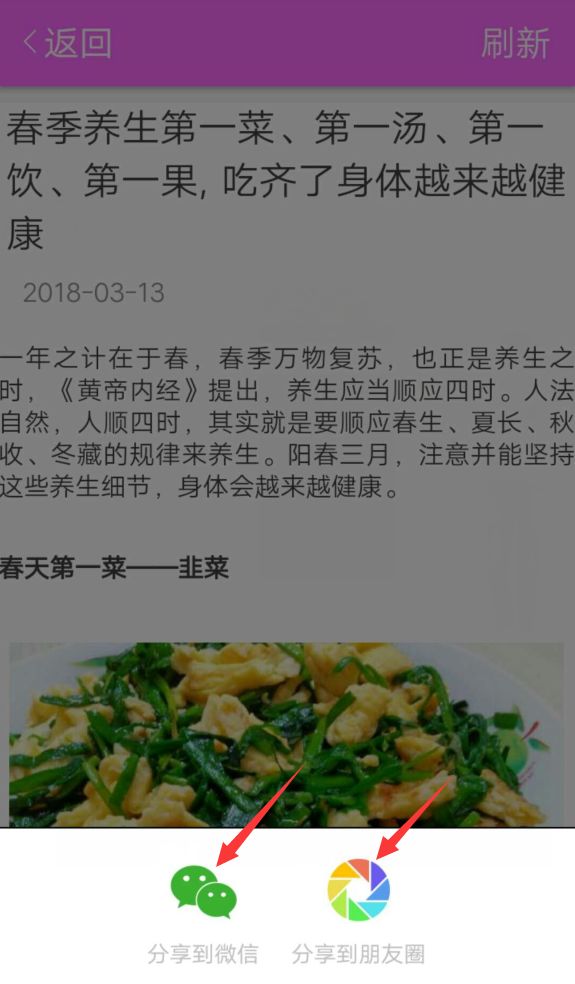 返回
刷新
春季养生第一菜、第一汤、第一
饮、第一果, 吃齐了身体越来越健
康
2018-03-13
一年之计在于春，春季万物复苏，也正是养生之
时，《黄帝内经》提出，养生应当顺应四时。人法
自然，人顺四时，其实就是要顺应春生、夏长、秋
收、冬藏的规律来养生。阳春三月，注意并能坚持
这些养生细节，身体会越来越健康。
春天第一菜——韭菜
分享到微信
分享到朋友圈